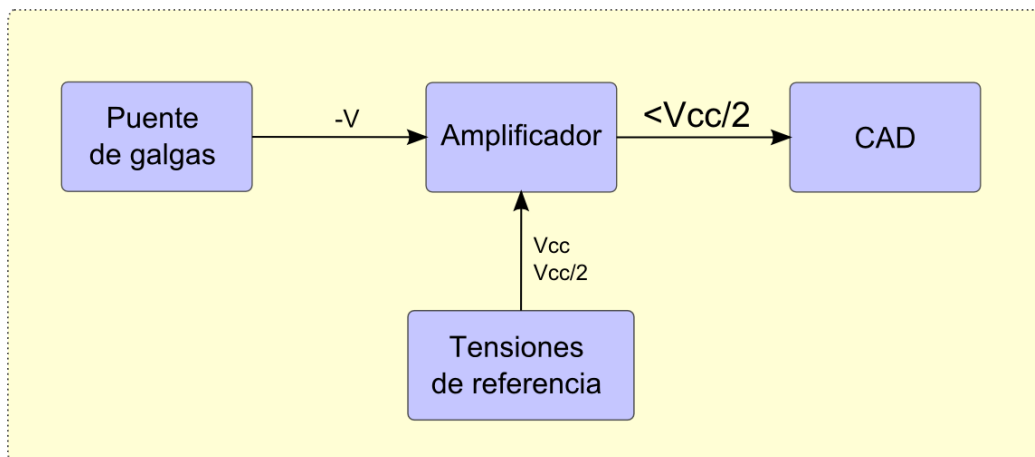 Puente
de galgas
-V
Amplificador
<Vcc/2
CAD
Vcc
Vcc/2
Tensiones
de referencia